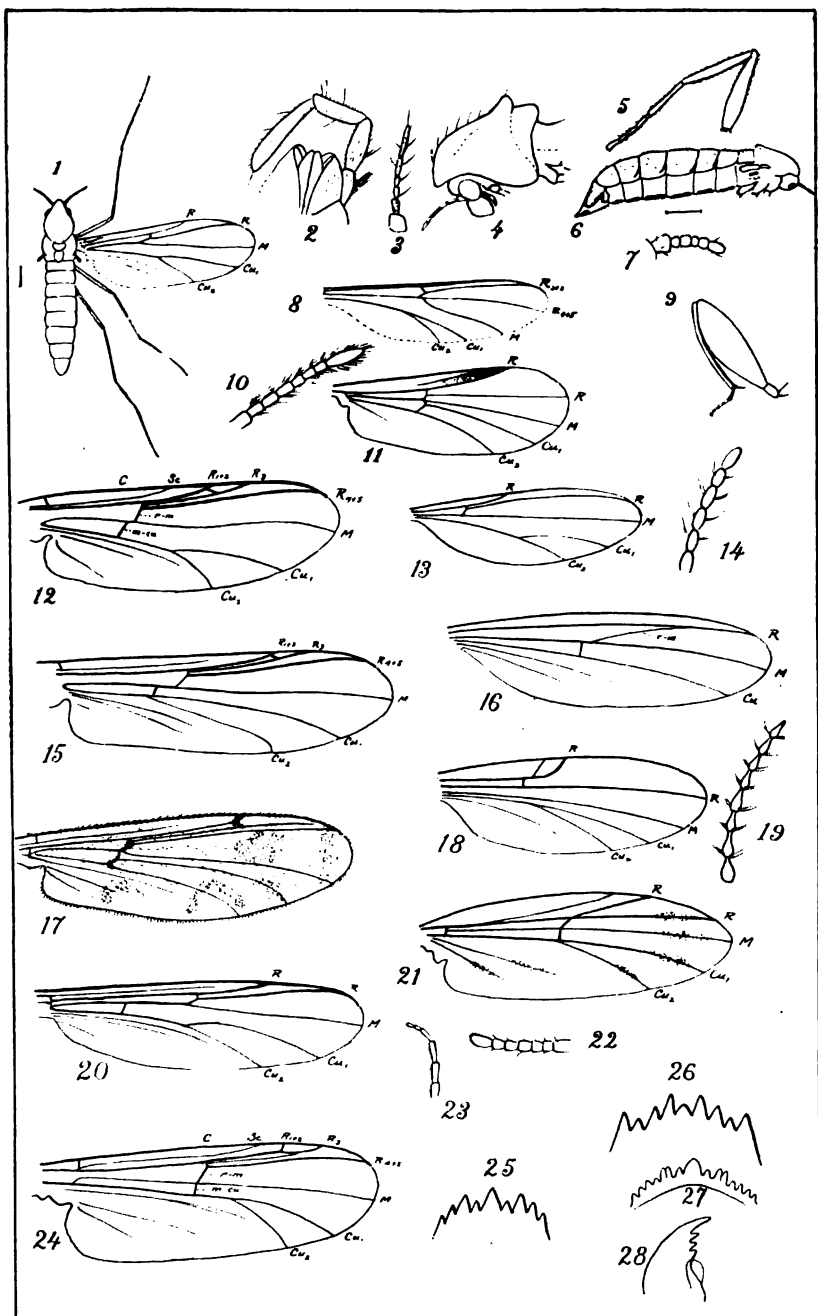 1
R
R
M
Cu₁
Cu₂
2
3
4
5
6
7
8
R₂₊₃
R₄₊₅
M
Cu₁
Cu₂
9
10
11
R
R
M
Cu₁
Cu₂
12
C
Sc
R₁₊₂
R₃
R₄₊₅
r-m
m-cu
M
Cu₁
Cu₂
13
R
R
M
Cu₁
Cu₂
14
15
R₁₊₂
R₃
R₄₊₅
M
Cu₁
Cu₂
16
r-m
R
M
Cu
17
18
R
R
M
Cu₁
Cu₂
19
20
R
R
M
Cu₁
Cu₂
21
R
R
M
Cu₁
Cu₂
22
23
24
C
Sc
R₁₊₂
R₃
R₄₊₅
r-m
m-cu
M
Cu₁
Cu₂
25
26
27
28